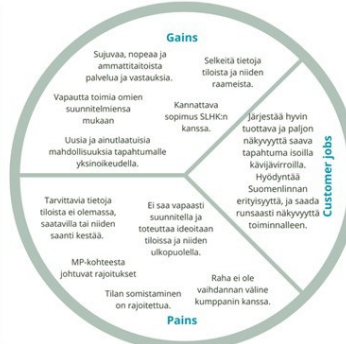 Gains
Sujuvaa, nopeaa ja
ammattitaitoista
palvelua ja vastauksia.
Selkeitä tietoja
tiloista ja niiden
raameista.
Vapautta toimia omien
suunnitelmiensa
mukaan
Kannattava
sopimus SLHK:n
kanssa.
Uusia ja ainutlaatuisia
mahdollisuuksia tapahtumalle
yksinoikeudella.
Customer jobs
Järjestää hyvin
tuottava ja paljon
näkyvyyttä saava
tapahtuma isoilla
kävijävirroilla.
Hyödyntää
Suomenlinnan
erityisyyttä, ja saada
runsaasti näkyvyyttä
toiminnalleen.
Tarvittavia tietoja
tiloista ei olemassa,
saatavilla tai niiden
saanti kestää.
Ei saa vapaasti
suunnitella ja
toteuttaa ideoitaan
tiloissa ja niiden
ulkopuolella.
MP-kohteesta
johtuvat rajoitukset
Raha ei ole
vaihdannan väline
kumppanin kanssa.
Tilan somistaminen
on rajoitettua.
Pains